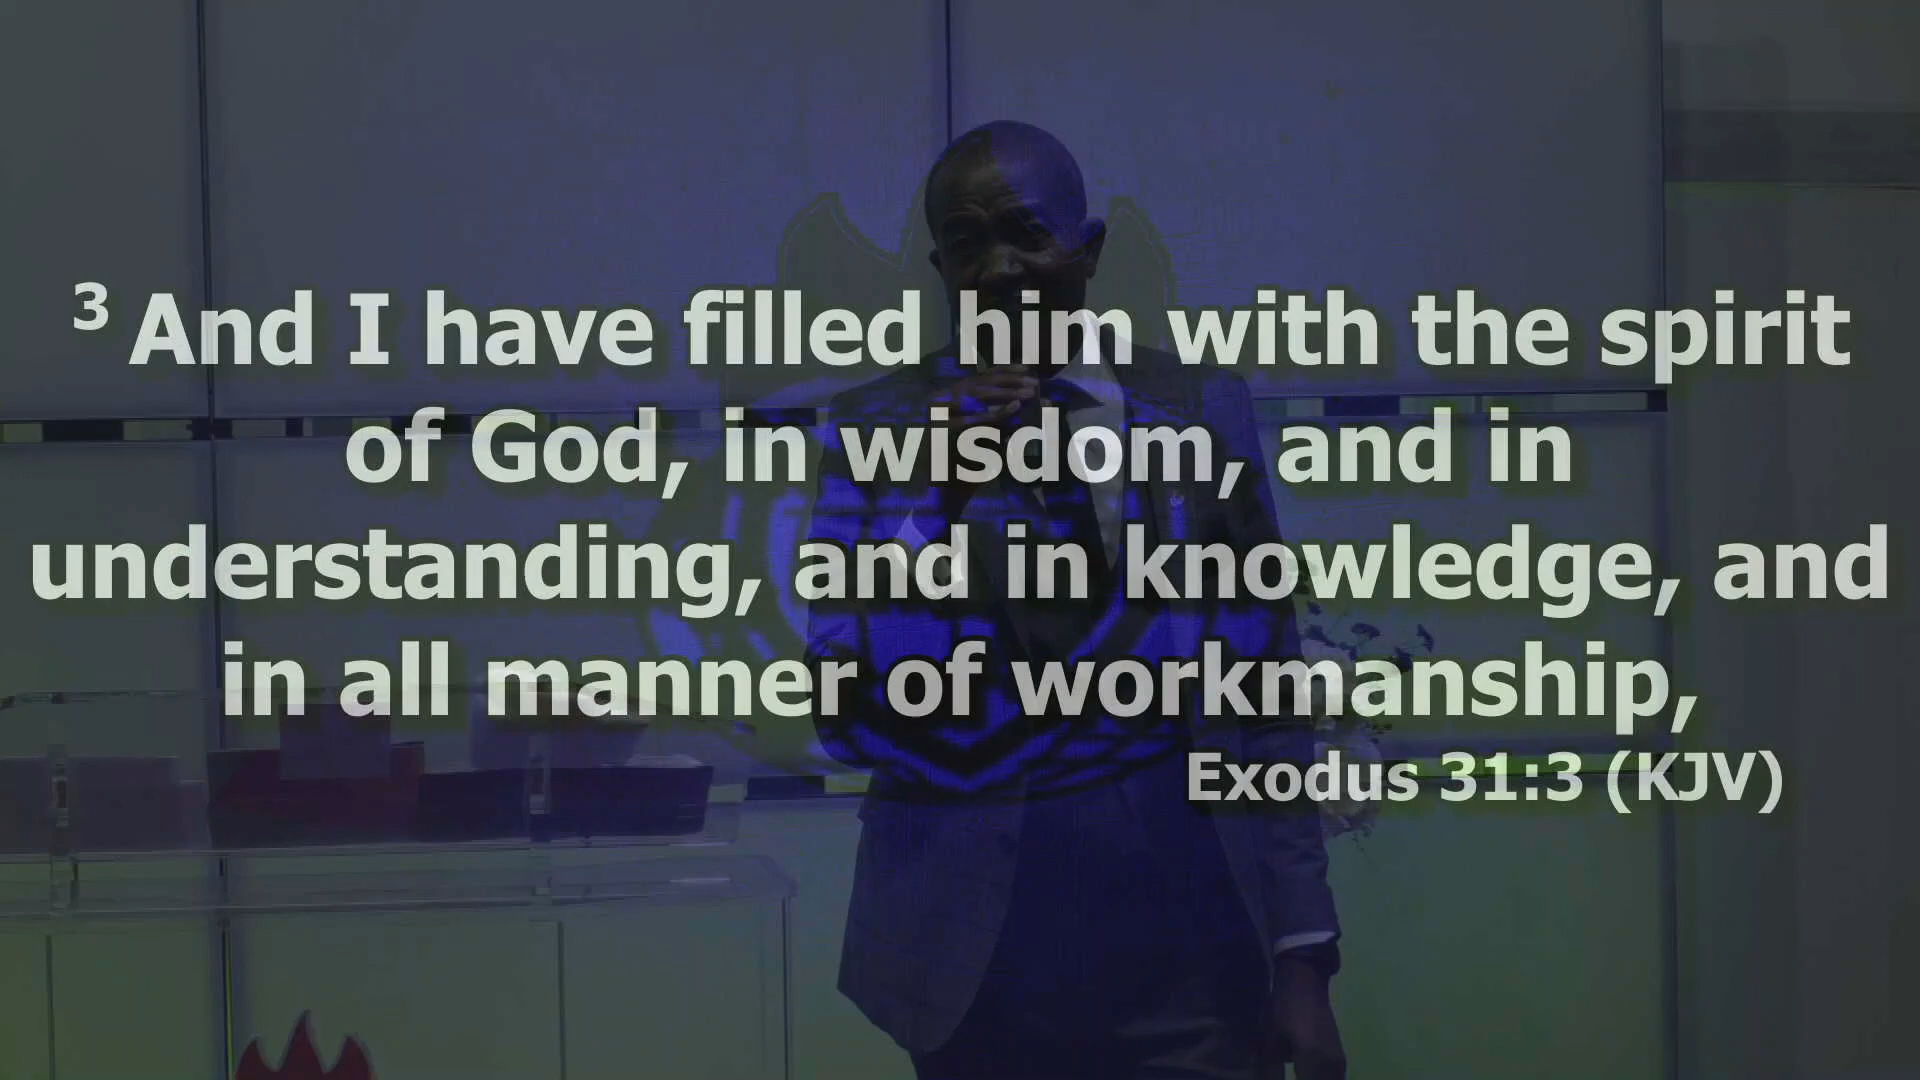 3 And I have filled him with the spirit
of God, in wisdom, and in
understanding, and in knowledge, and
in all manner of workmanship,
Exodus 31:3 (KJV)